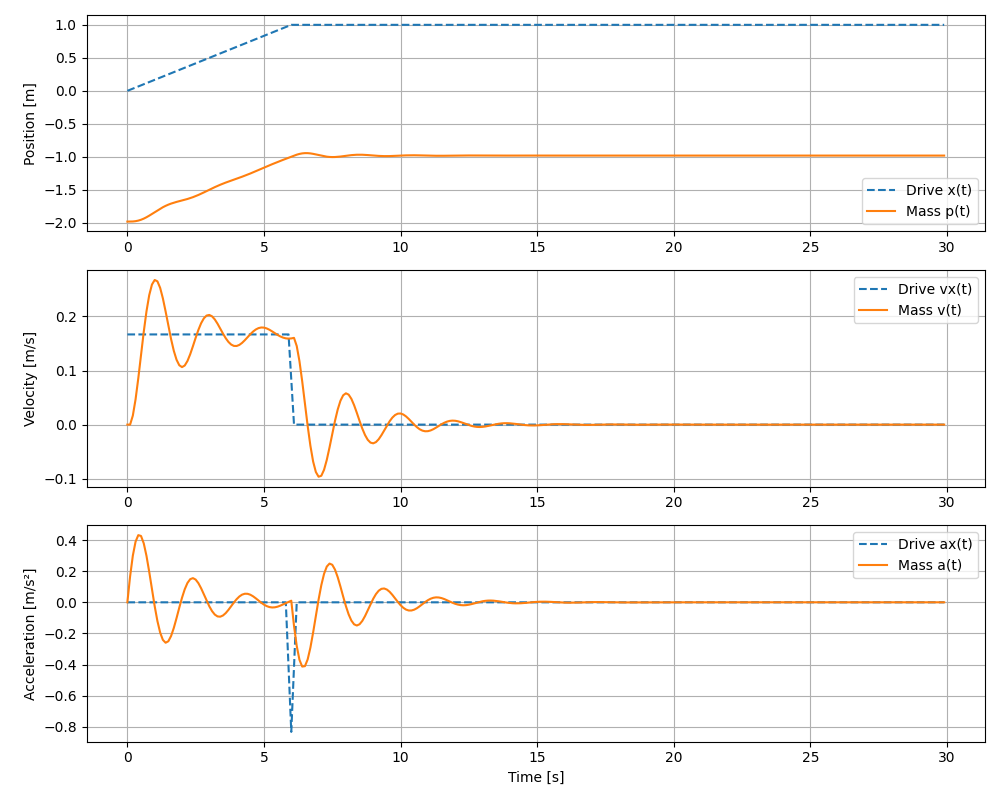 1.0
0.5
0.0
−0.5
−1.0
−1.5
−2.0
Position [m]
Drive x(t)
Mass p(t)
0 5 10 15 20 25 30
0.2
0.1
0.0
−0.1
Velocity [m/s]
Drive vx(t)
Mass v(t)
0 5 10 15 20 25 30
0.4
0.2
0.0
−0.2
−0.4
−0.6
−0.8
Acceleration [m/s²]
Drive ax(t)
Mass a(t)
0 5 10 15 20 25 30
Time [s]